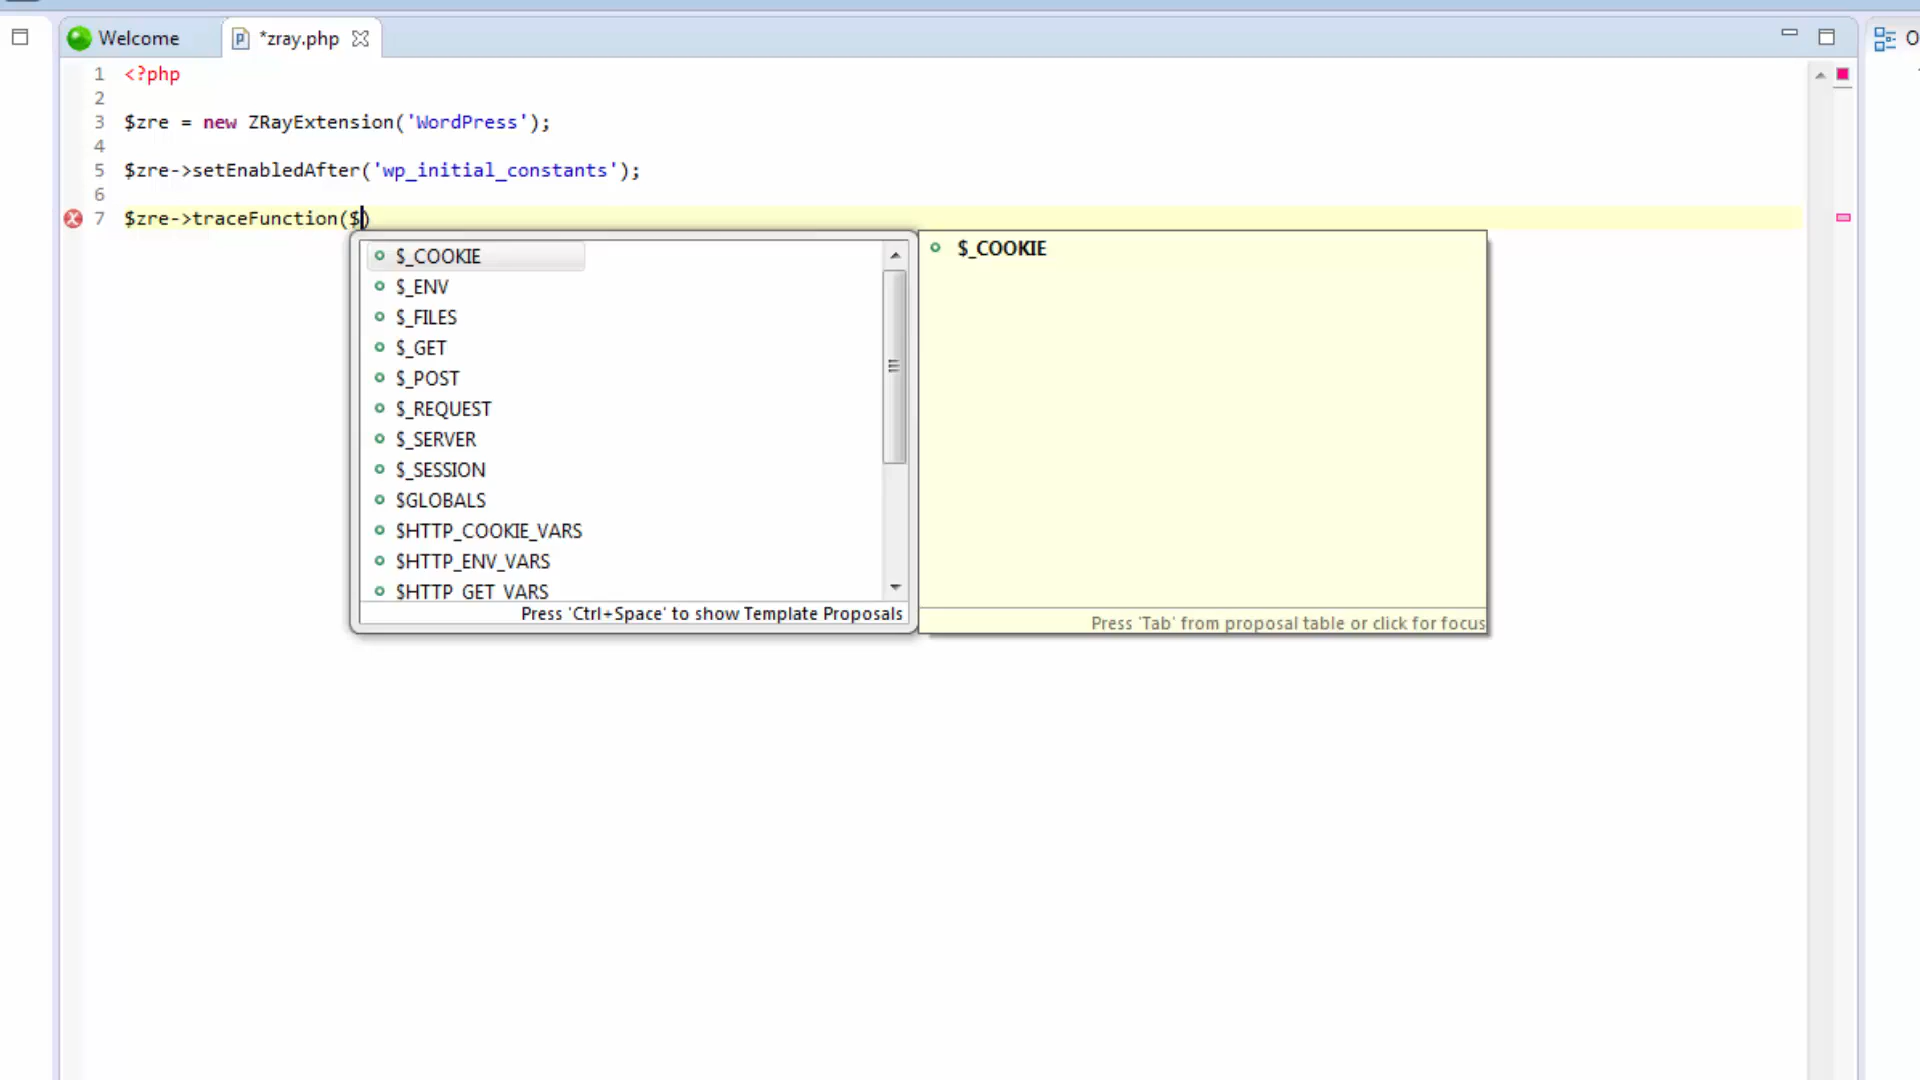 Welcome
*zray.php
O
1 <?php
2
3 $zre = new ZRayExtension('WordPress');
4
5 $zre->setEnabledAfter('wp_initial_constants');
6
7 $zre->traceFunction($)
$_COOKIE
$_ENV
$_FILES
$_GET
$_POST
$_REQUEST
$_SERVER
$_SESSION
$GLOBALS
$HTTP_COOKIE_VARS
$HTTP_ENV_VARS
$HTTP_GET_VARS
Press 'Ctrl+Space' to show Template Proposals
$_COOKIE
Press 'Tab' from proposal table or click for focus